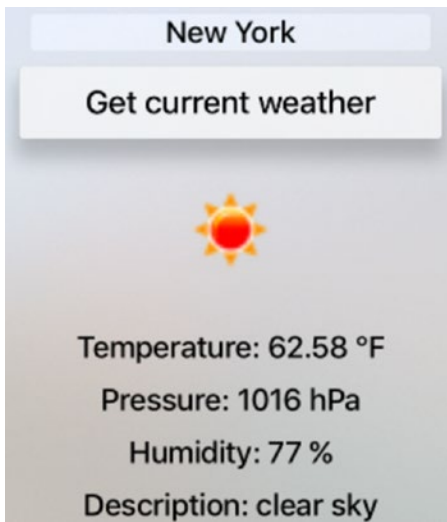 New York
Get current weather
Temperature: 62.58 °F
Pressure: 1016 hPa
Humidity: 77 %
Description: clear sky